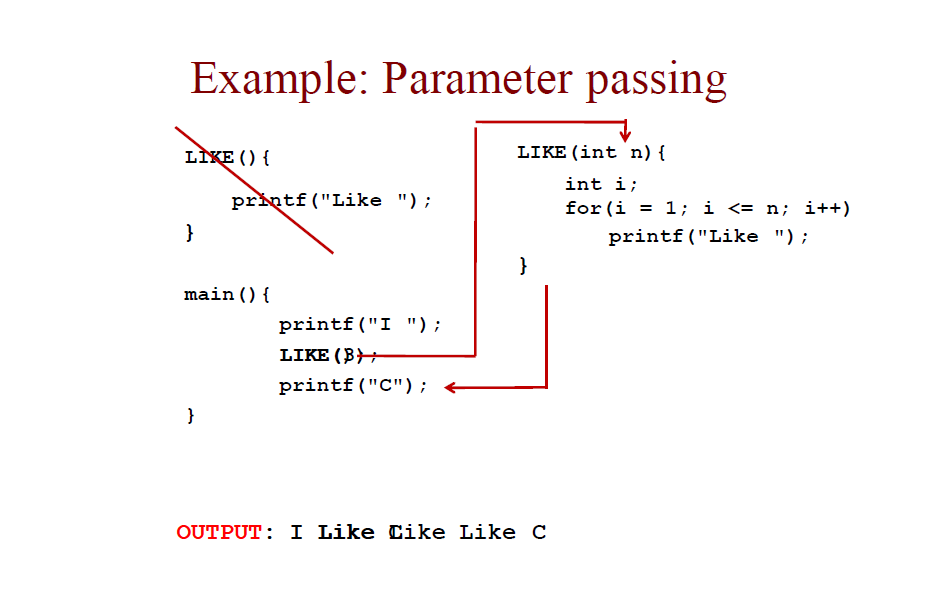 Example: Parameter passing
LIKE(){
printf("Like ");
}
main(){
printf("I ");
LIKE(3);
printf("C");
}
LIKE(int n){
int i;
for(i = 1; i <= n; i++)
printf("Like ");
}
OUTPUT: I Like Like Like C